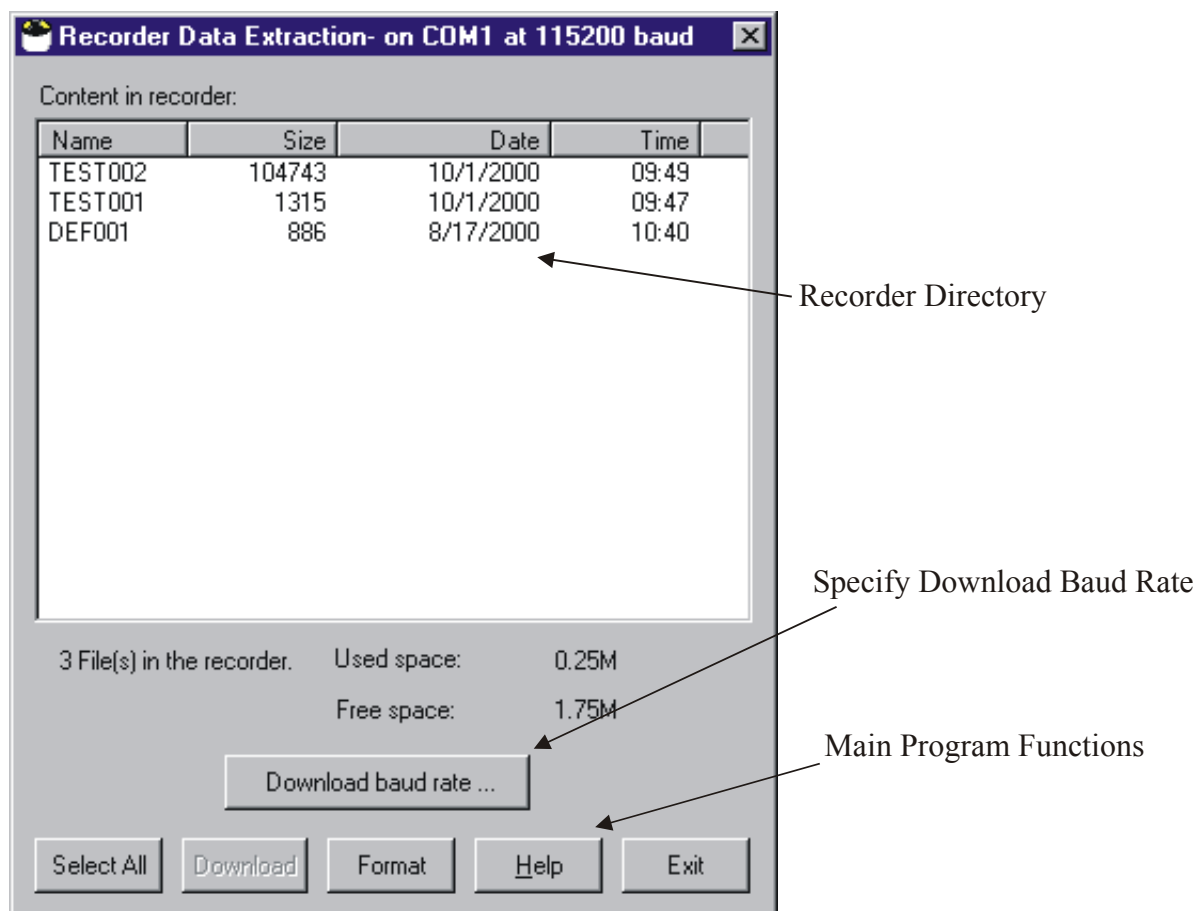 Recorder Data Extraction- on COM1 at 115200 baud
Content in recorder:
Name Size Date Time
TEST002 104743 10/1/2000 09:49
TEST001 1315 10/1/2000 09:47
DEF001 886 8/17/2000 10:40
Recorder Directory
Specify Download Baud Rate
3 File(s) in the recorder. Used space: 0.25M
Free space: 1.75M
Main Program Functions
Download baud rate ...
Select All Download Format Help Exit